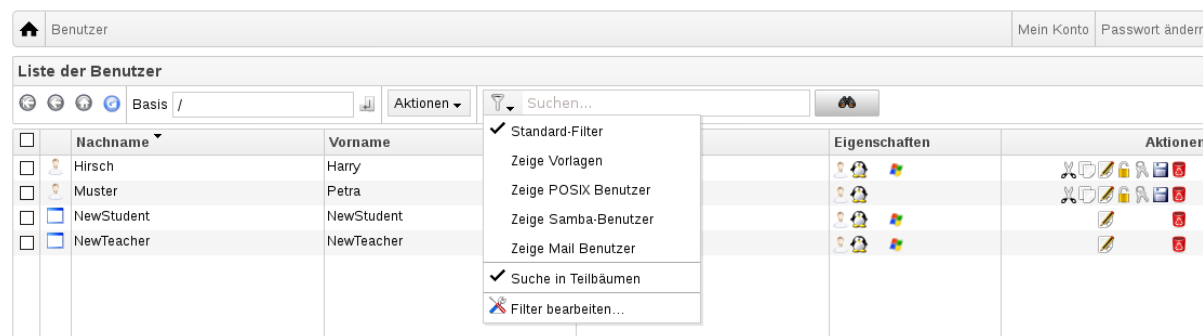 Benutzer Mein Konto Passwort ändern
Liste der Benutzer
Basis / Aktionen Suchen...
Nachname Vorname Eigenschaften Aktionen
Standard-Filter
Hirsch Harry
Zeige Vorlagen
Muster Petra
Zeige POSIX Benutzer
NewStudent NewStudent
Zeige Samba-Benutzer
NewTeacher NewTeacher
Zeige Mail Benutzer
Suche in Teilbäumen
Filter bearbeiten...